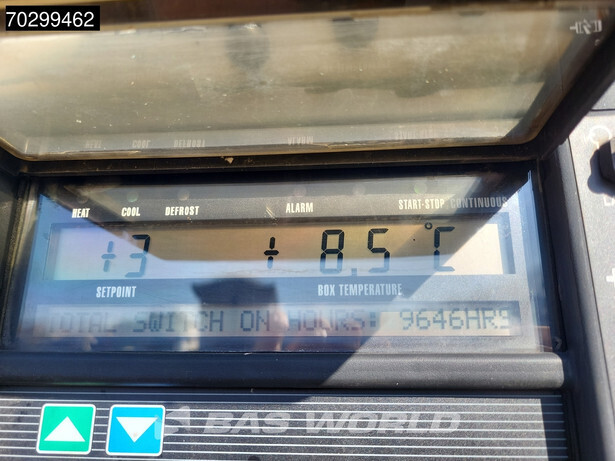 70299462
HEAT COOL DEFROST ALARM START-STOP CONTINUOUS
+3 + 8.5 °C
SETPOINT BOX TEMPERATURE
TOTAL SWITCH ON HOURS: 9646HRS
BAS WORLD